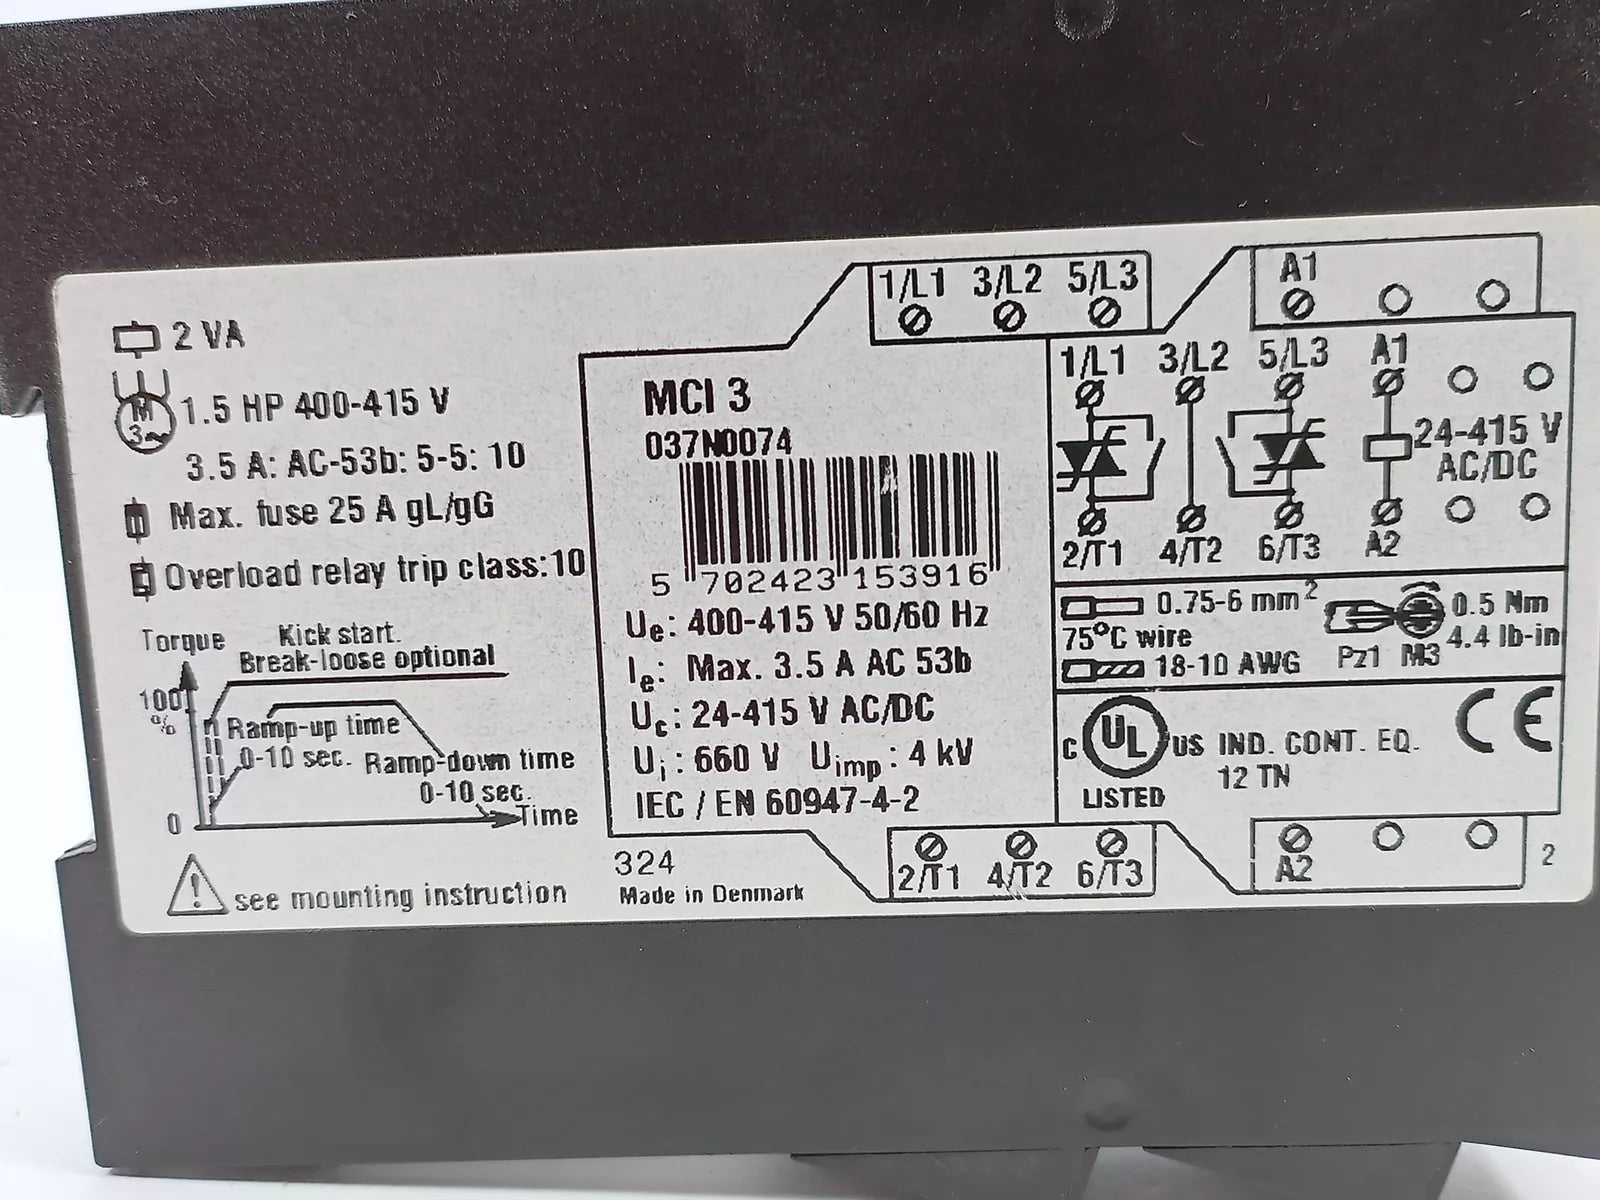 2 VA
M
3~
1.5 HP 400-415 V
3.5 A: AC-53b: 5-5: 10
Max. fuse 25 A gL/gG
Overload relay trip class:10
Torque
Kick start.
Break-loose optional
100
%
Ramp-up time
0-10 sec.
Ramp-down time
0-10 sec.
0
Time
! see mounting instruction
MCI 3
037N0074
5 702423 153916
Ue: 400-415 V 50/60 Hz
Ie: Max. 3.5 A AC 53b
Uc: 24-415 V AC/DC
Ui: 660 V Uimp: 4 kV
IEC / EN 60947-4-2
324
Made in Denmark
1/L1 3/L2 5/L3
A1
1/L1 3/L2 5/L3 A1
24-415 V
AC/DC
2/T1 4/T2 6/T3 A2
0.75-6 mm2
75°C wire
18-10 AWG
Pz1 M3
0.5 Nm
4.4 lb-in
C UL US IND. CONT. EQ.
12 TN
LISTED
CE
2/T1 4/T2 6/T3
A2
2